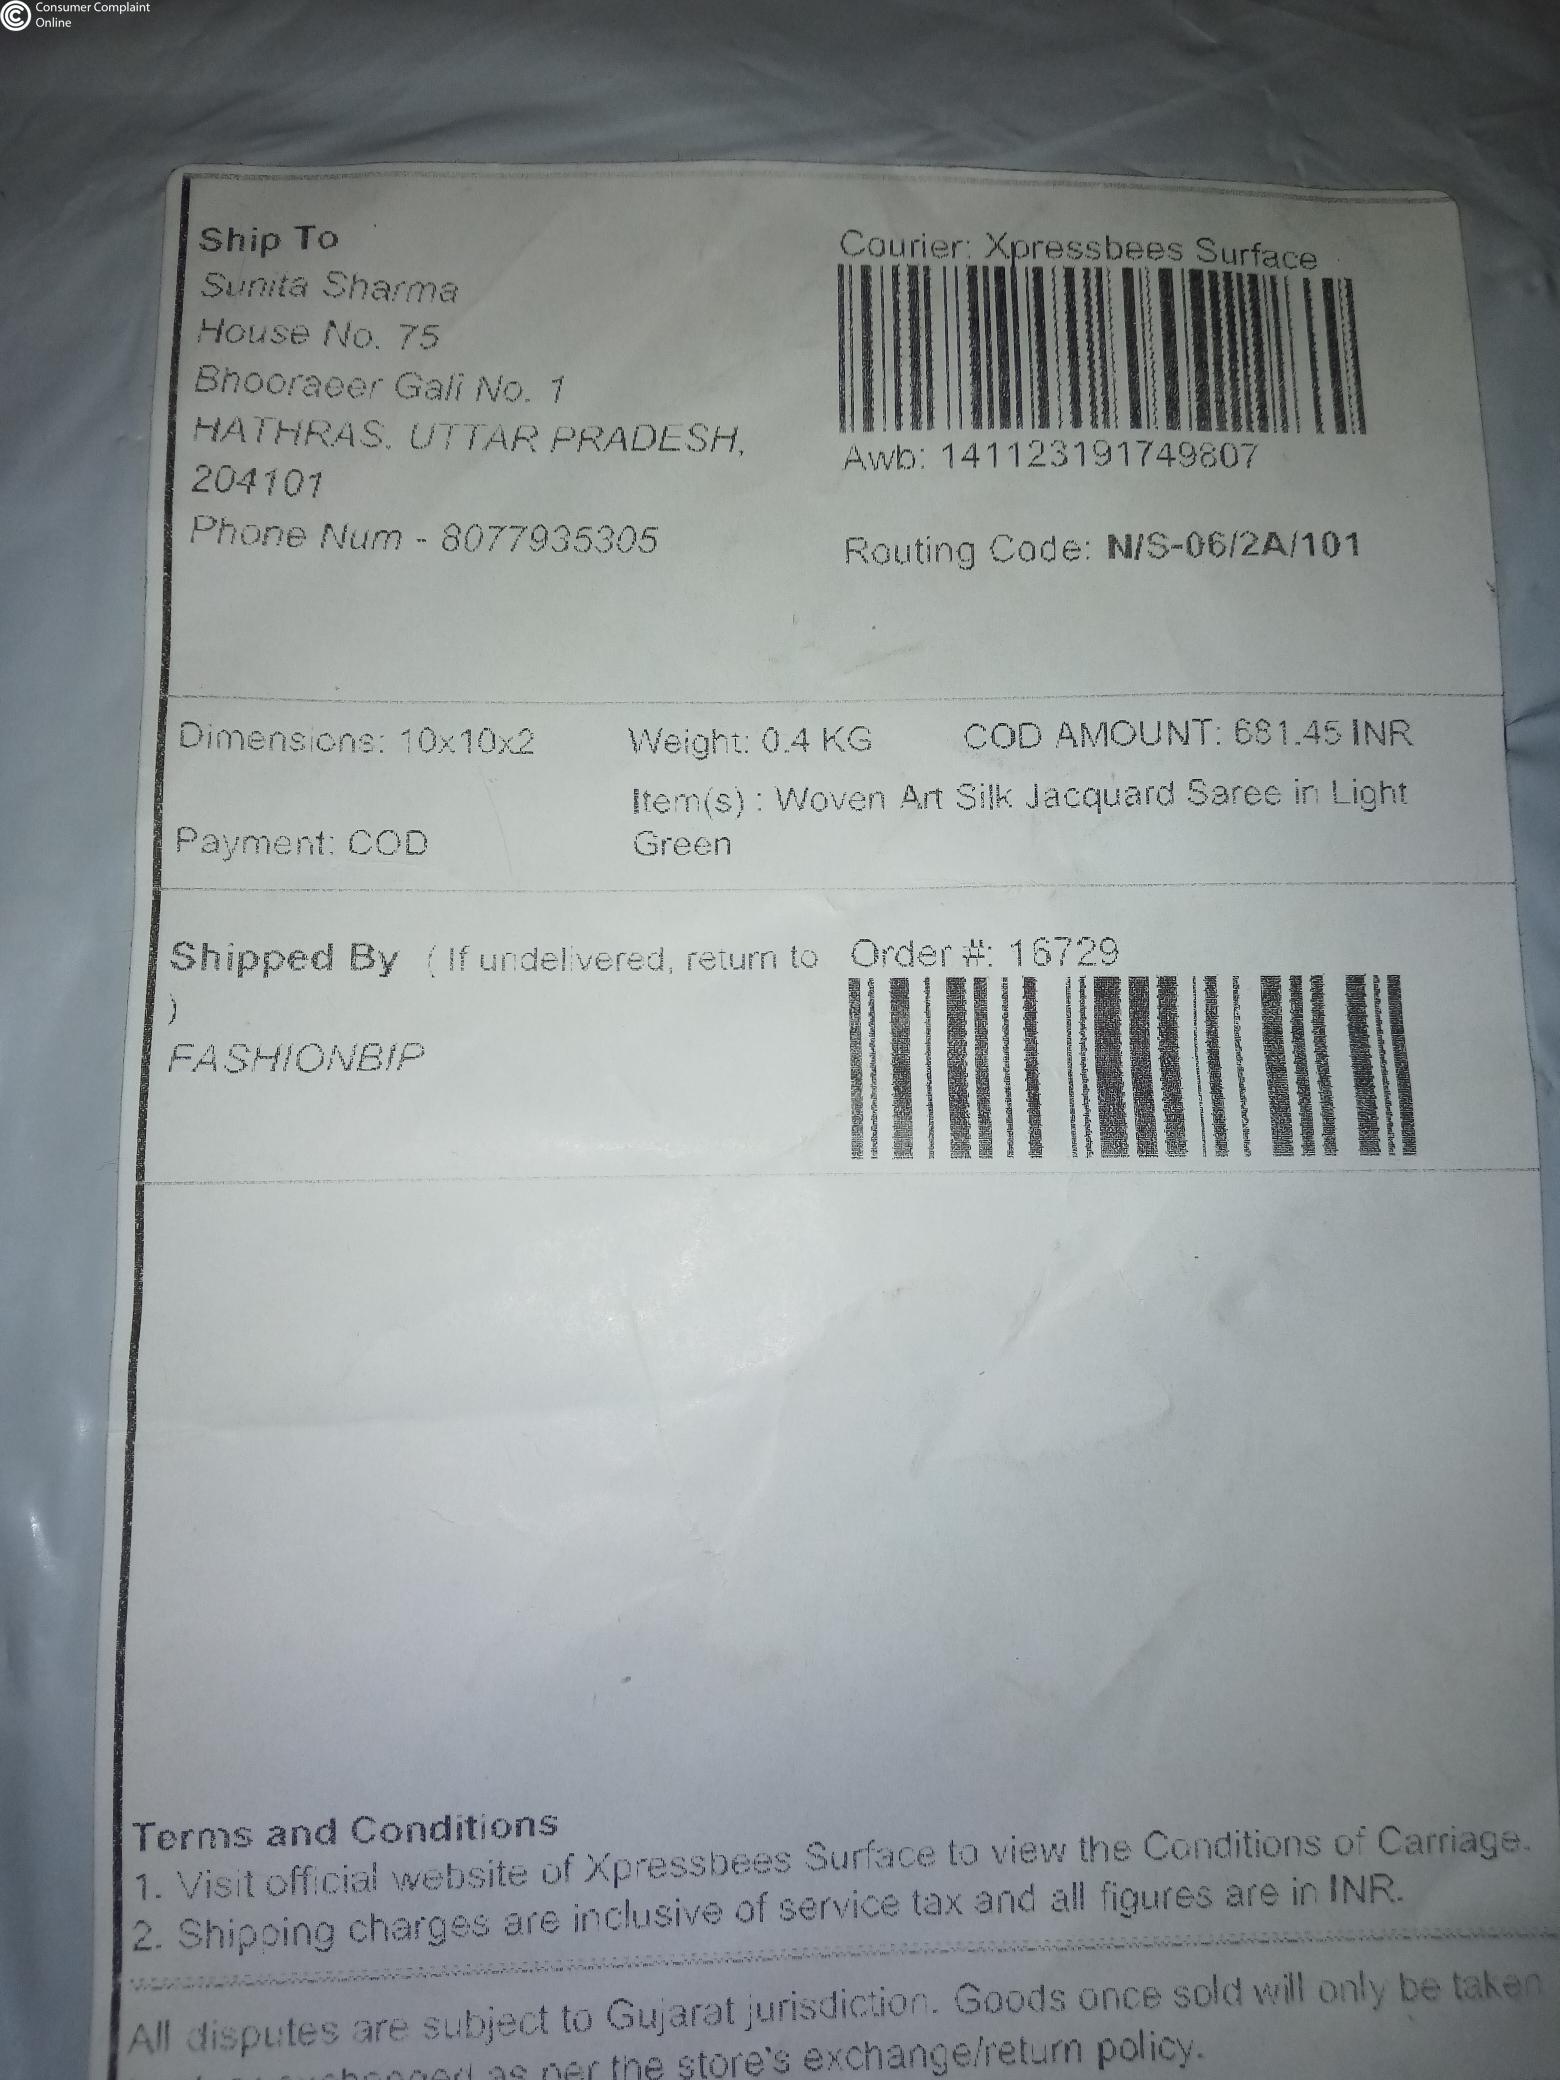 Consumer Complaint
Online
Ship To
Sunita Sharma
House No. 75
Bhooraeer Gali No. 1
HATHRAS, UTTAR PRADESH,
204101
Phone Num - 8077935305
Courier: Xpressbees Surface
Awb: 141123191749807
Routing Code: N/S-06/2A/101
Dimensions: 10x10x2
Weight: 0.4 KG
COD AMOUNT: 681.45 INR
Payment: COD
Item(s) : Woven Art Silk Jacquard Saree in Light
Green
Shipped By ( If undelivered, return to
)
FASHIONBIP
Order #: 16729
Terms and Conditions
1. Visit official website of Xpressbees Surface to view the Conditions of Carriage.
2. Shipping charges are inclusive of service tax and all figures are in INR.
All disputes are subject to Gujarat jurisdiction. Goods once sold will only be taken
exchanged as per the store's exchange/return policy.